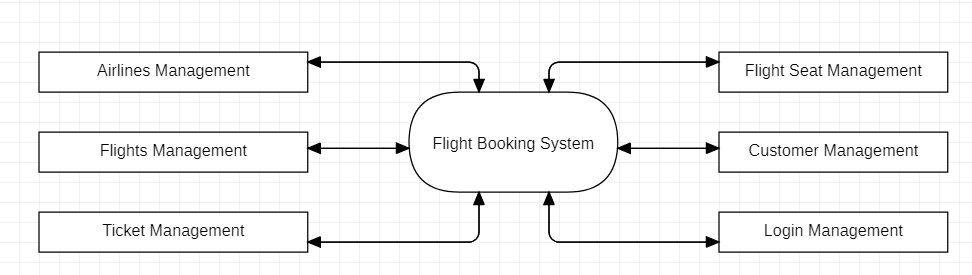 Airlines Management
Flight Seat Management
Flight Booking System
Flights Management
Customer Management
Ticket Management
Login Management